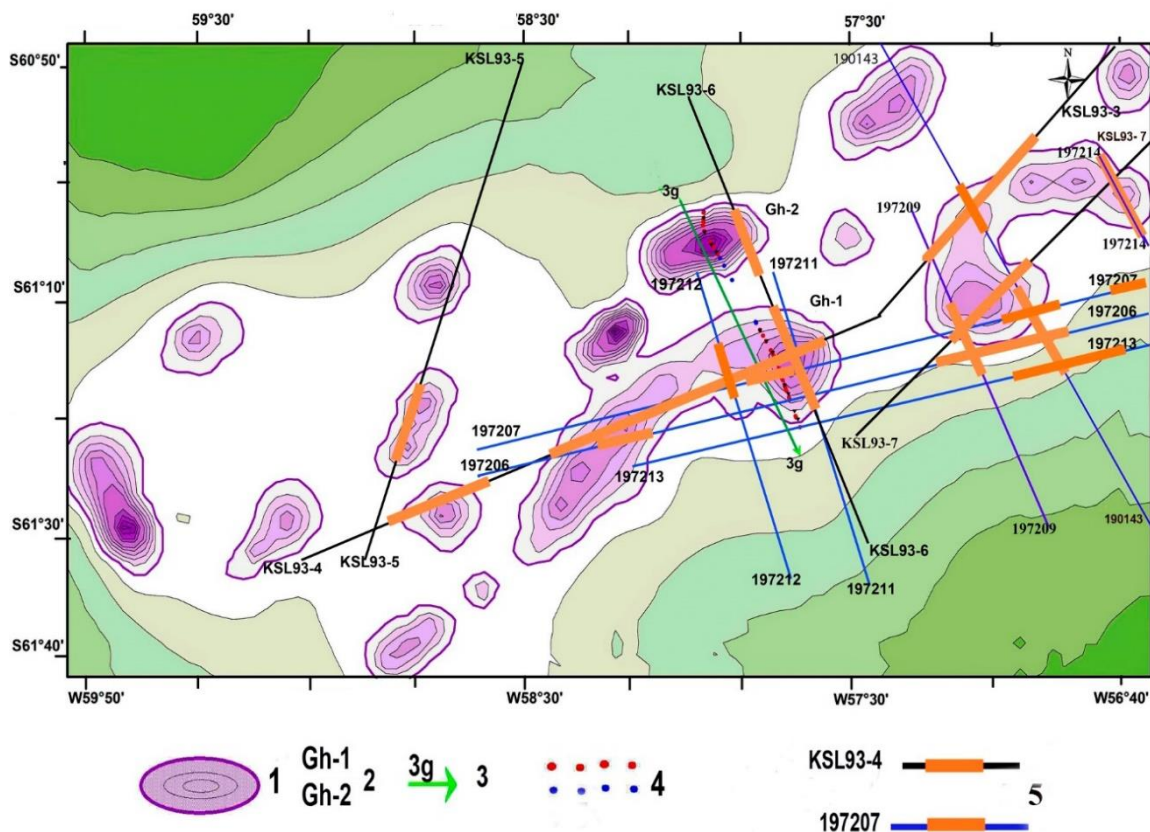 59°30' 58°30' 57°30'
S60°50'
KSL93-5
190143
N
KSL93-6
KSL93-3
KSL93-7
197214
3g
Gh-2
197209
197214
197211
197212
S61°10'
197207
Gh-1
197206
197213
197207
KSL93-7
197206
197213
3g
S61°30'
197209
190143
KSL93-4
KSL93-5
KSL93-6
197212
197211
S61°40'
W59°50' W58°30' W57°30' W56°40'
1
Gh-1
Gh-2
2
3g
3
4
KSL93-4
5
197207